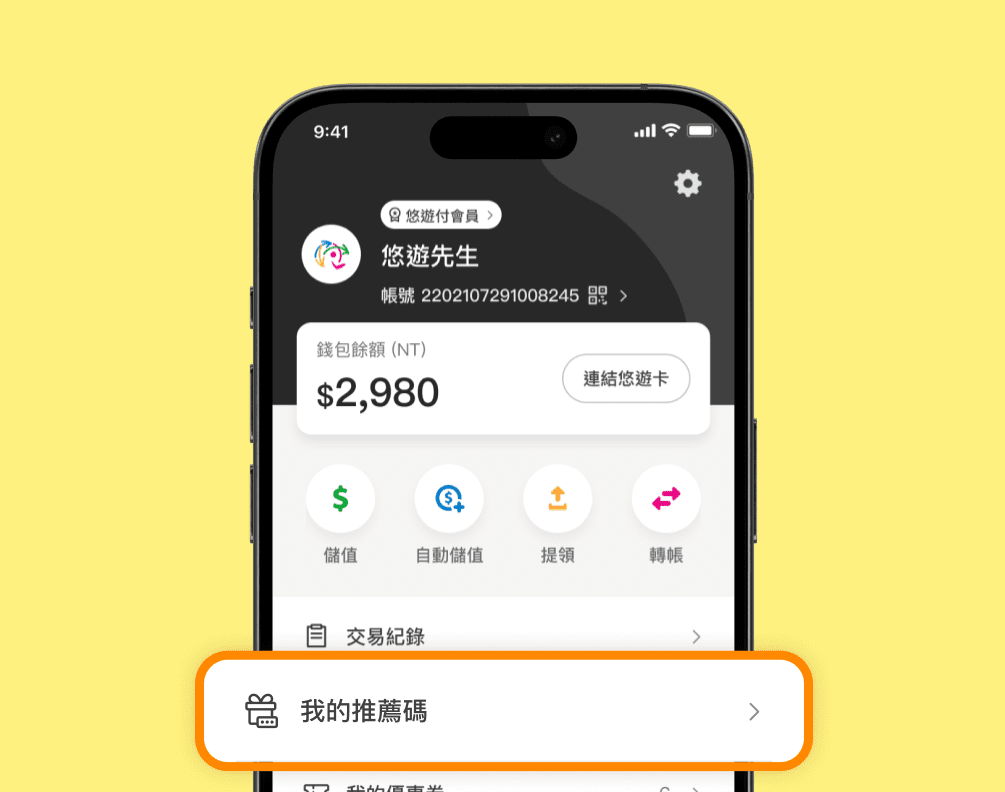 9:41
悠遊付會員
悠遊先生
帳號 2202107291008245
錢包餘額 (NT)
$2,980
連結悠遊卡
儲值 自動儲值 提領 轉帳
交易紀錄
我的推薦碼
我的優惠券